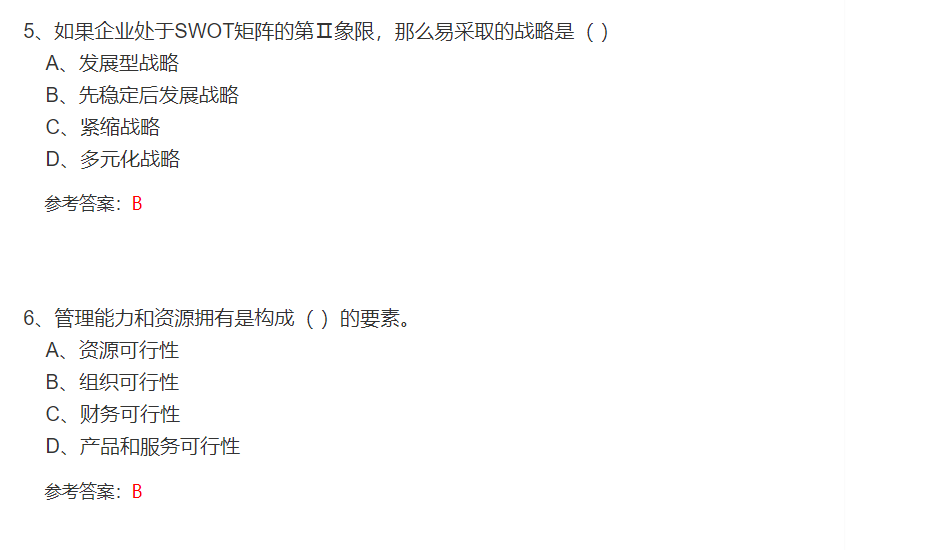 5、如果企业处于SWOT矩阵的第Ⅱ象限，那么易采取的战略是（ ）
A、发展型战略
B、先稳定后发展战略
C、紧缩战略
D、多元化战略
参考答案：B
6、管理能力和资源拥有是构成（ ）的要素。
A、资源可行性
B、组织可行性
C、财务可行性
D、产品和服务可行性
参考答案：B